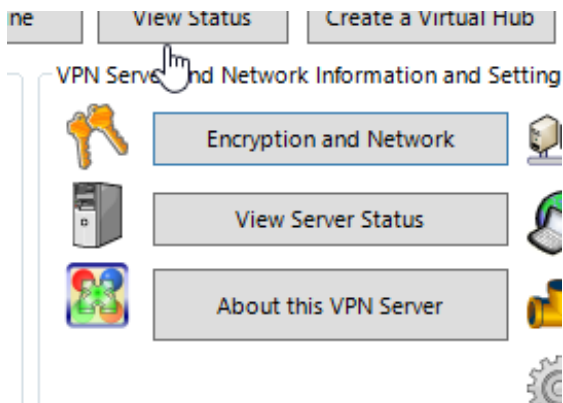 ne
View Status
Create a Virtual Hub
VPN Serv nd Network Information and Setting
Encryption and Network
View Server Status
About this VPN Server